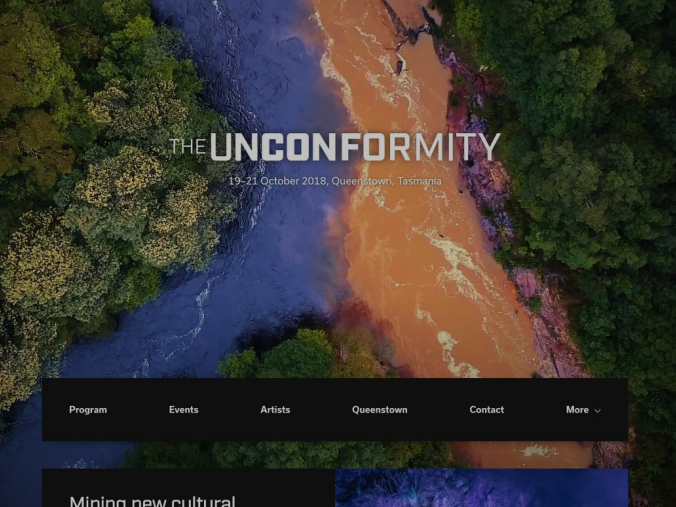 THE UNCONFORMITY
19–21 October 2018, Queenstown, Tasmania
Program Events Artists Queenstown Contact More
Mining new cultural